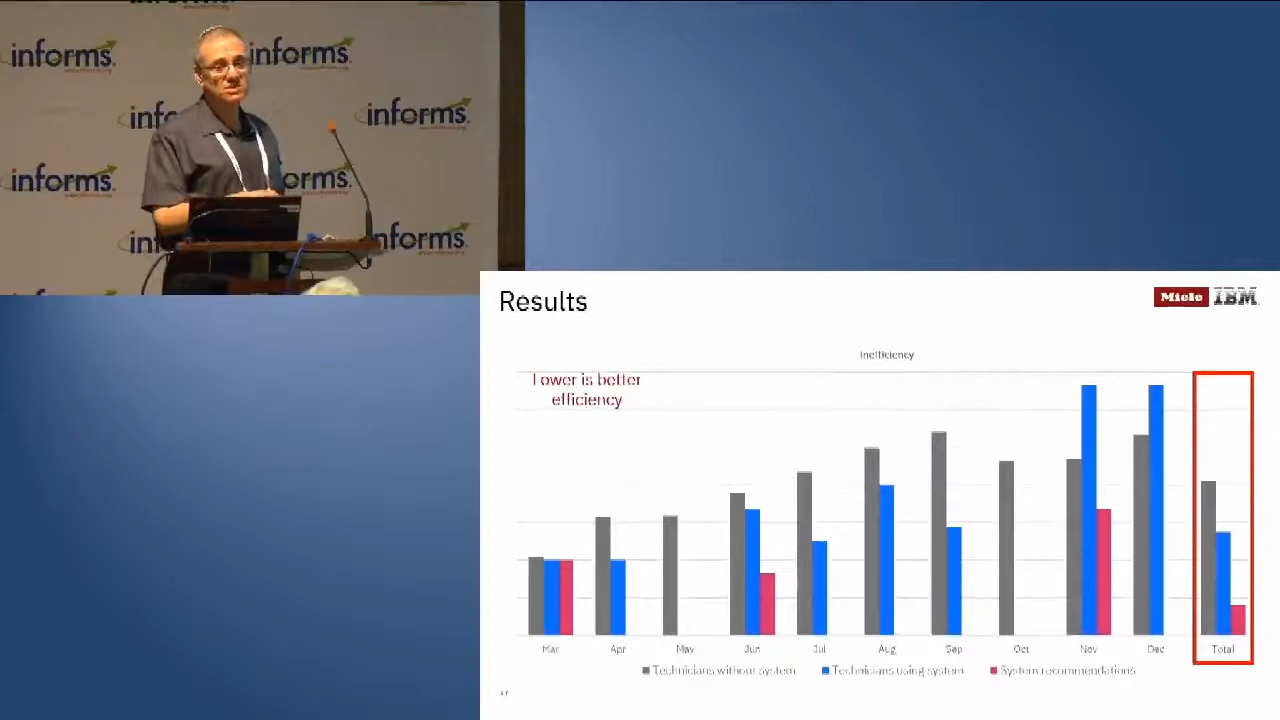 informs.
informs.
informs.
informs.
informs.
informs.
Results
Miele IBM
Inefficiency
Lower is better
efficiency
Mar Apr May Jun Jul Aug Sep Oct Nov Dec Total
Technicians without system Technicians using system System recommendations